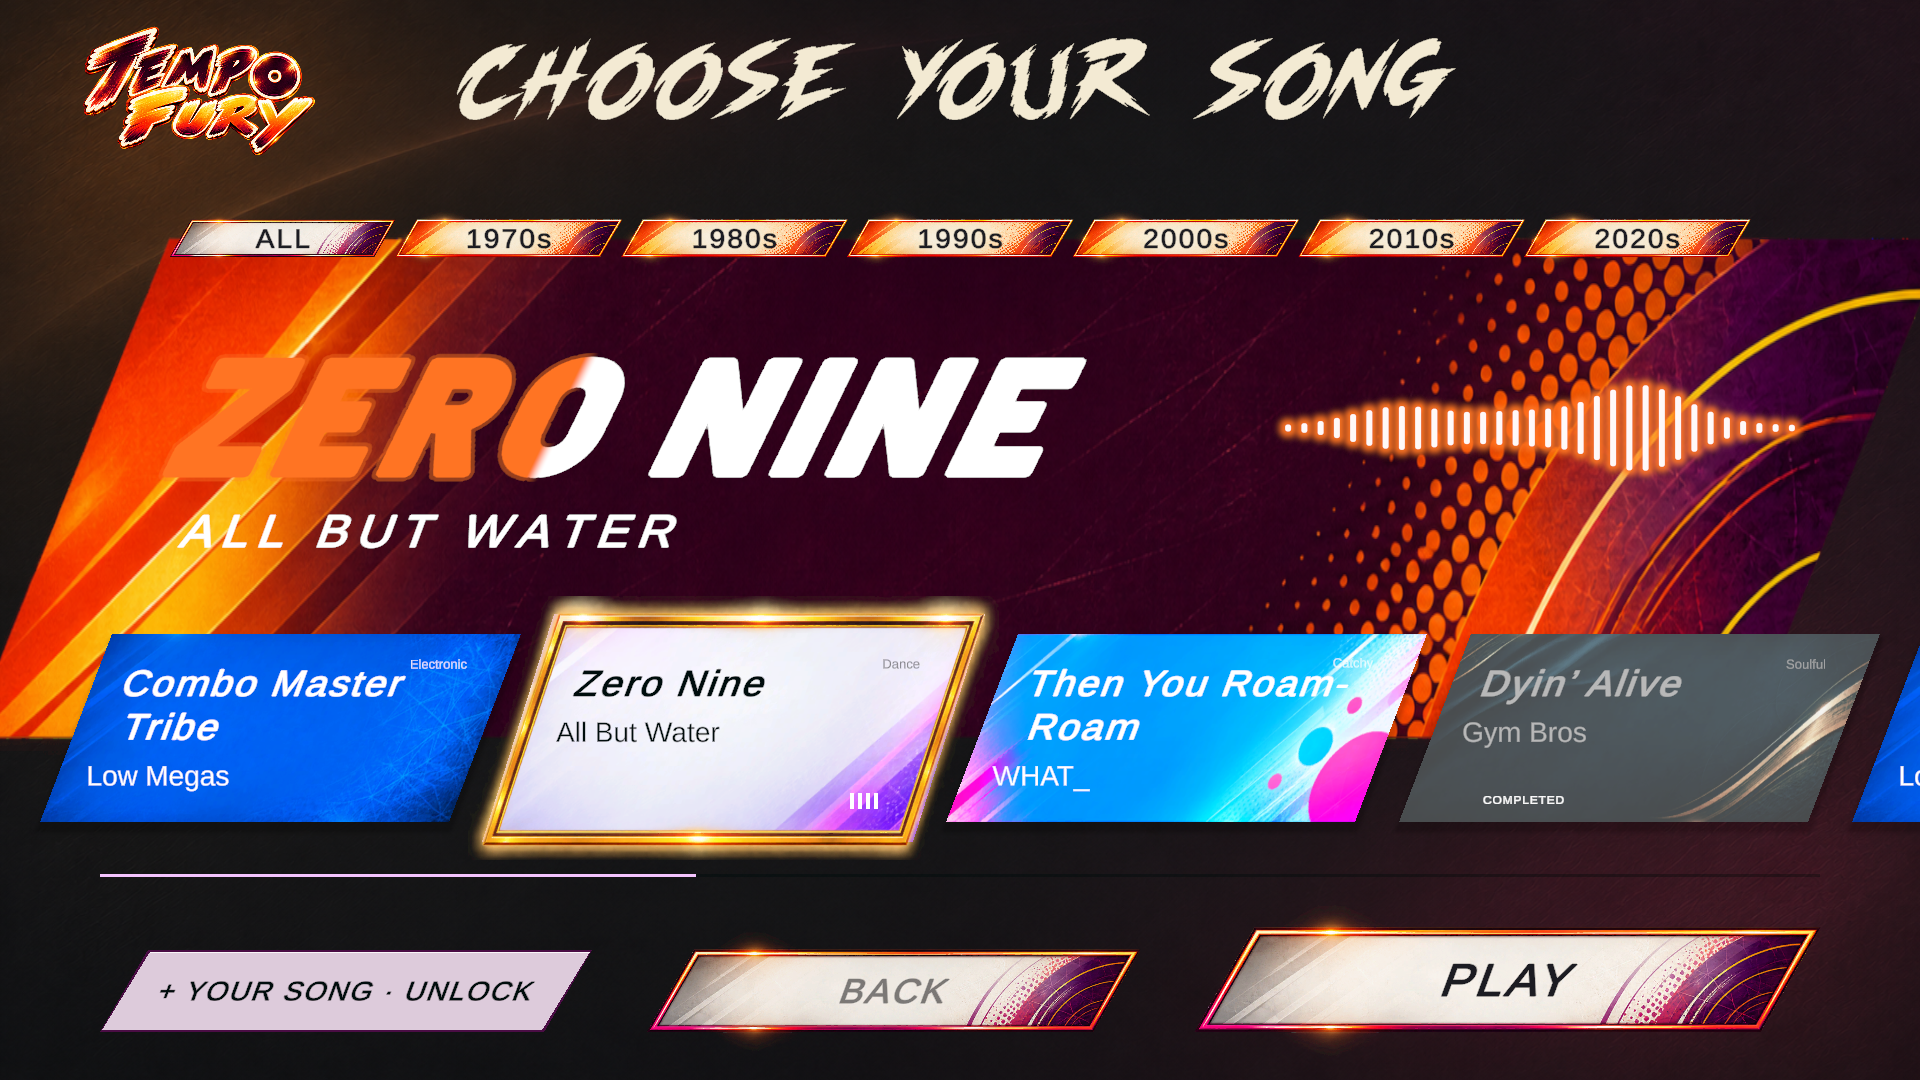 TEMPO
FURY
CHOOSE YOUR SONG
ALL
1970s
1980s
1990s
2000s
2010s
2020s
ZERO NINE
ALL BUT WATER
Electronic
Combo Master
Tribe
Low Megas
Dance
Zero Nine
All But Water
Catchy
Then You Roam-
Roam
WHAT_
Soulful
Dyin’ Alive
Gym Bros
COMPLETED
Lo
+ YOUR SONG · UNLOCK
BACK
PLAY